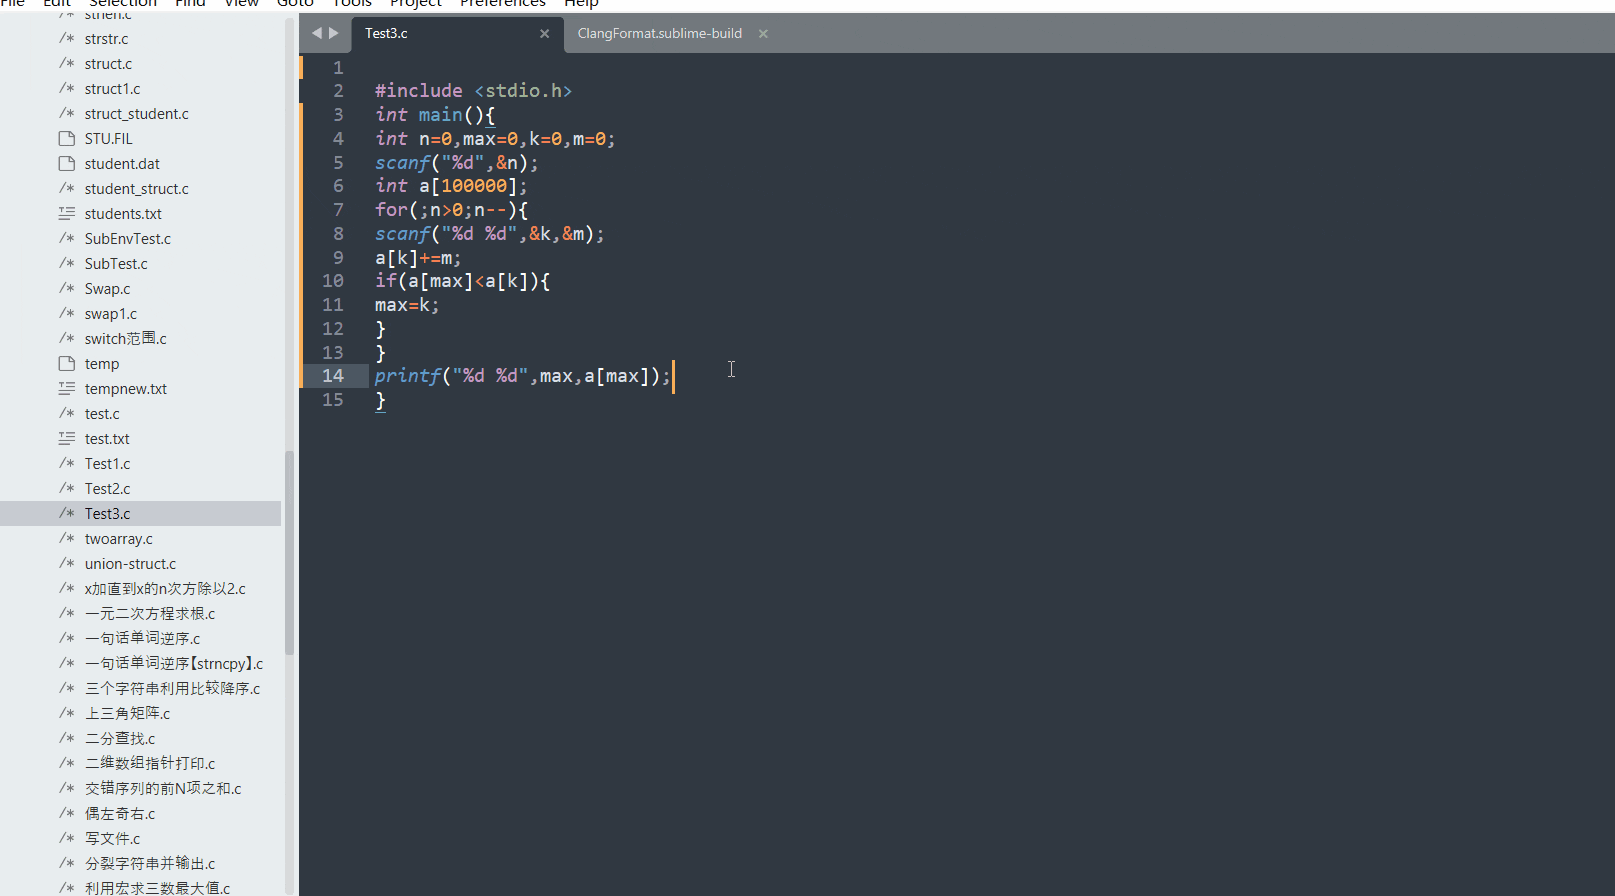 File Edit Selection Find View Goto Tools Project Preferences Help
/* strlen.c
/* strstr.c
/* struct.c
/* struct1.c
/* struct_student.c
STU.FIL
student.dat
/* student_struct.c
students.txt
/* SubEnvTest.c
/* SubTest.c
/* Swap.c
/* swap1.c
/* switch范围.c
temp
tempnew.txt
/* test.c
test.txt
/* Test1.c
/* Test2.c
/* Test3.c
/* twoarray.c
/* union-struct.c
/* x加直到x的n次方除以2.c
/* 一元二次方程求根.c
/* 一句话单词逆序.c
/* 一句话单词逆序【strncpy】.c
/* 三个字符串利用比较降序.c
/* 上三角矩阵.c
/* 二分查找.c
/* 二维数组指针打印.c
/* 交错序列的前N项之和.c
/* 偶左奇右.c
/* 写文件.c
/* 分裂字符串并输出.c
/* 利用宏求三数最大值.c
Test3.c × ClangFormat.sublime-build ×
1
2 #include <stdio.h>
3 int main(){
4 int n=0,max=0,k=0,m=0;
5 scanf("%d",&n);
6 int a[100000];
7 for(;n>0;n--){
8 scanf("%d %d",&k,&m);
9 a[k]+=m;
10 if(a[max]<a[k]){
11 max=k;
12 }
13 }
14 printf("%d %d",max,a[max]);
15 }